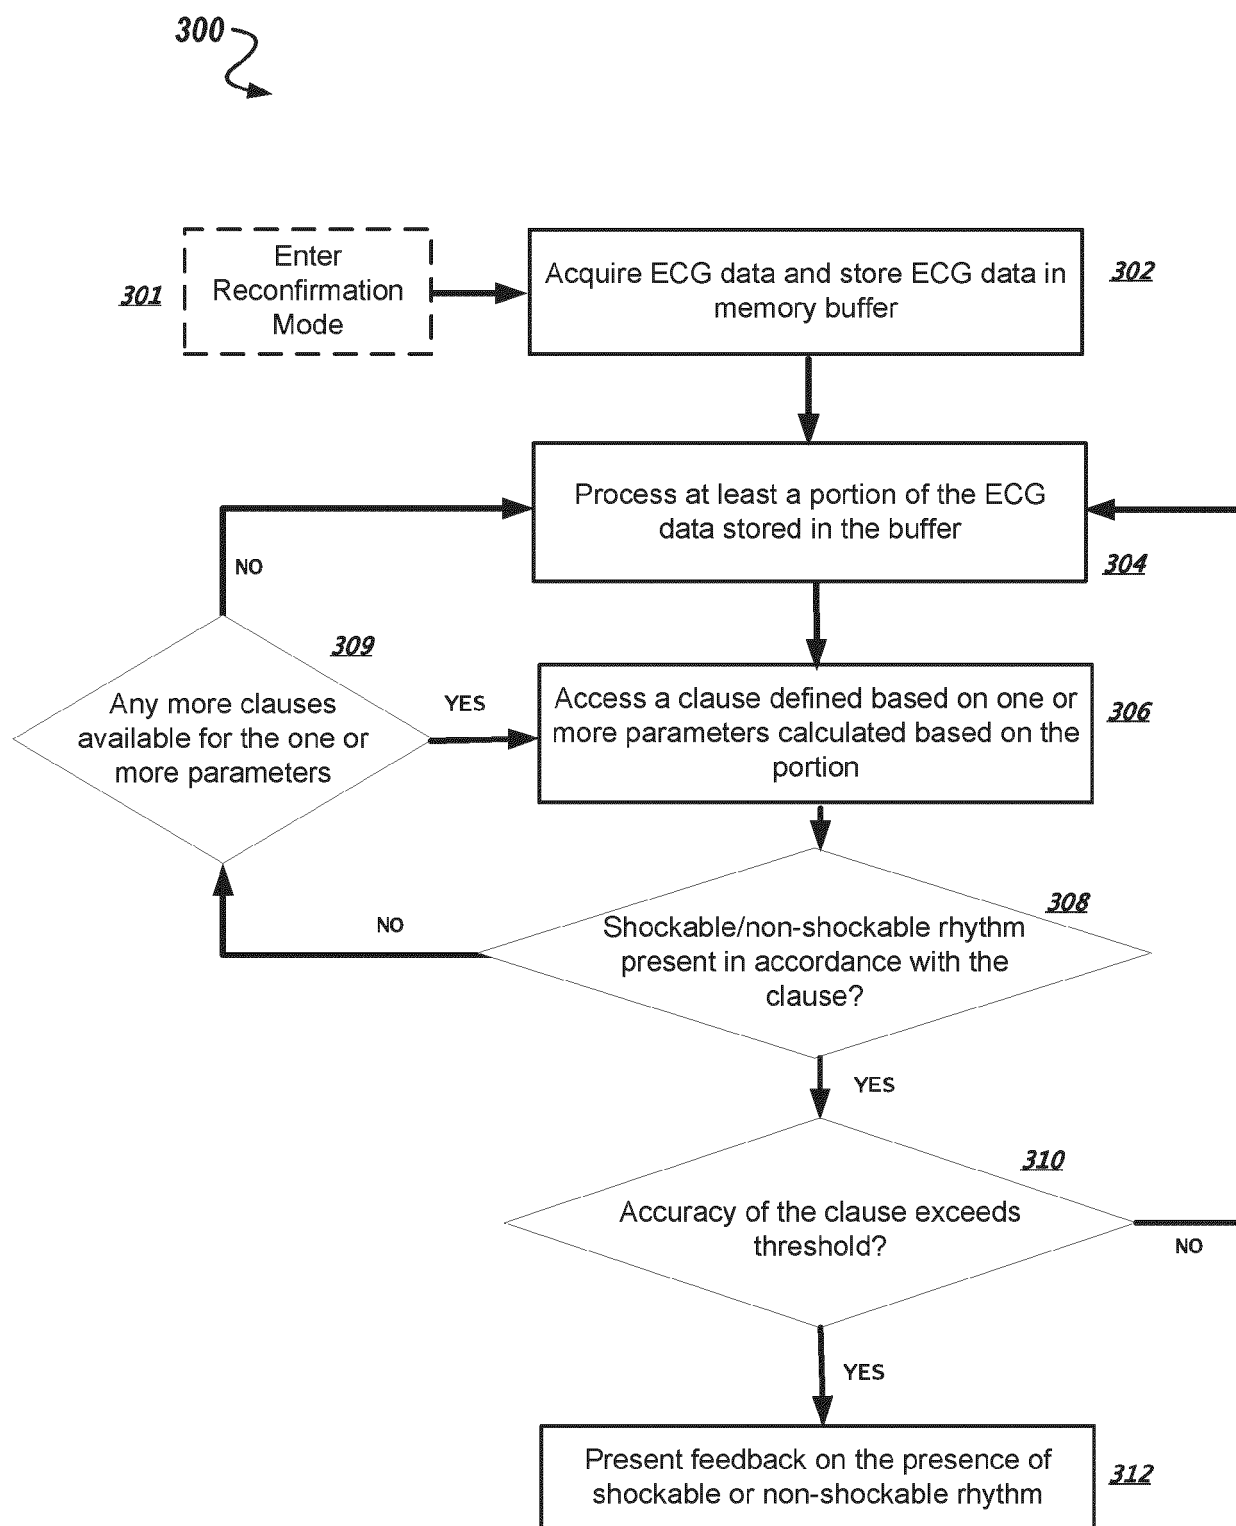 300
Enter
Reconfirmation
Mode
301
Acquire ECG data and store ECG data in
memory buffer
302
Process at least a portion of the ECG
data stored in the buffer
304
NO
309
Any more clauses
available for the one or
more parameters
YES
Access a clause defined based on one or
more parameters calculated based on the
portion
306
308
NO
Shockable/non-shockable rhythm
present in accordance with the
clause?
YES
310
Accuracy of the clause exceeds
threshold?
NO
YES
Present feedback on the presence of
shockable or non-shockable rhythm
312